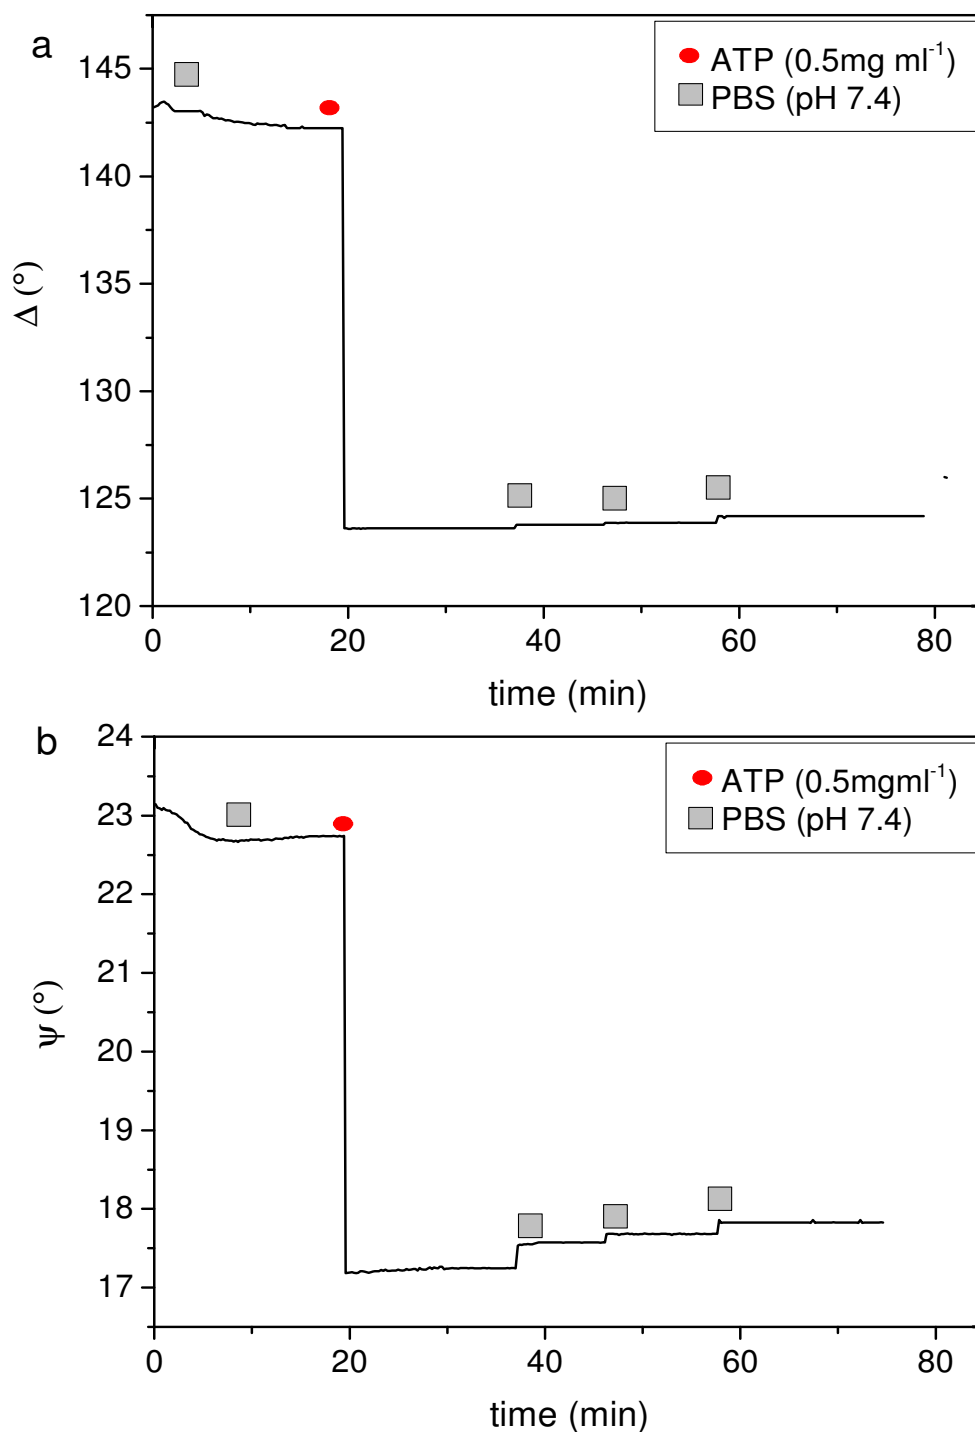 a
ATP (0.5mg ml⁻¹)
PBS (pH 7.4)
145
140
135
130
125
120
Δ (°)
0 20 40 60 80
time (min)
b
ATP (0.5mgml⁻¹)
PBS (pH 7.4)
24
23
22
21
20
19
18
17
ψ (°)
0 20 40 60 80
time (min)